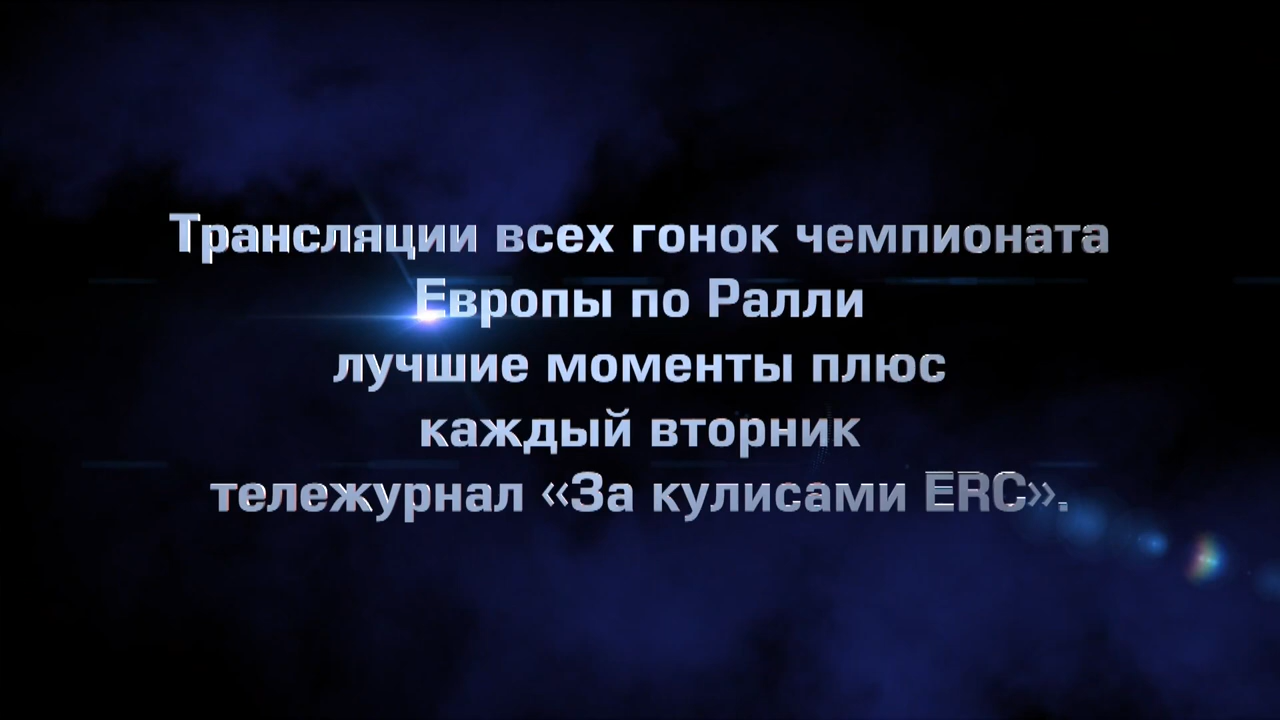 Трансляции всех гонок чемпионата
Европы по Ралли
лучшие моменты плюс
каждый вторник
тележурнал «За кулисами ERC».